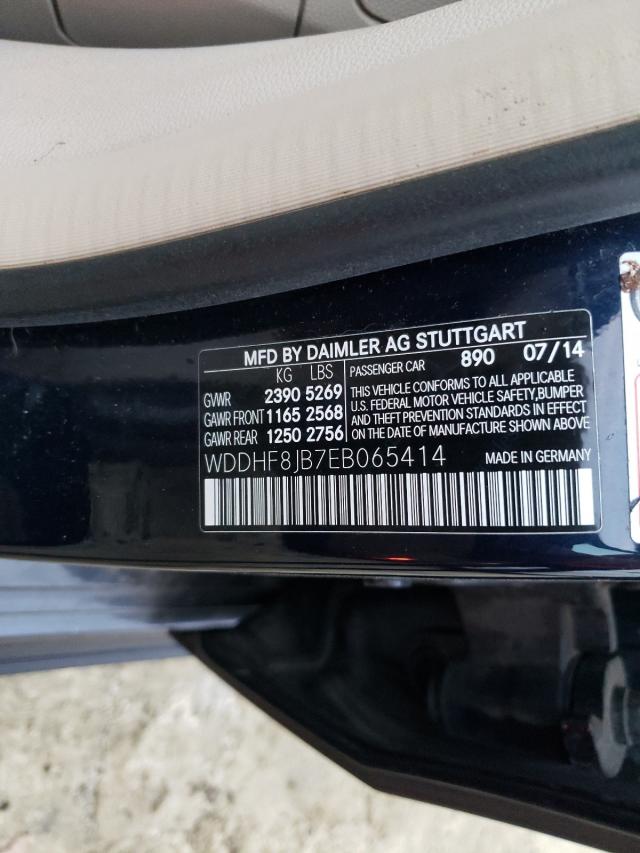 MFD BY DAIMLER AG STUTTGART
KG LBS
GVWR 2390 5269
GAWR FRONT 1165 2568
GAWR REAR 1250 2756
PASSENGER CAR 890 07/14
THIS VEHICLE CONFORMS TO ALL APPLICABLE
U.S. FEDERAL MOTOR VEHICLE SAFETY,BUMPER
AND THEFT PREVENTION STANDARDS IN EFFECT
ON THE DATE OF MANUFACTURE SHOWN ABOVE
WDDHF8JB7EB065414 MADE IN GERMANY